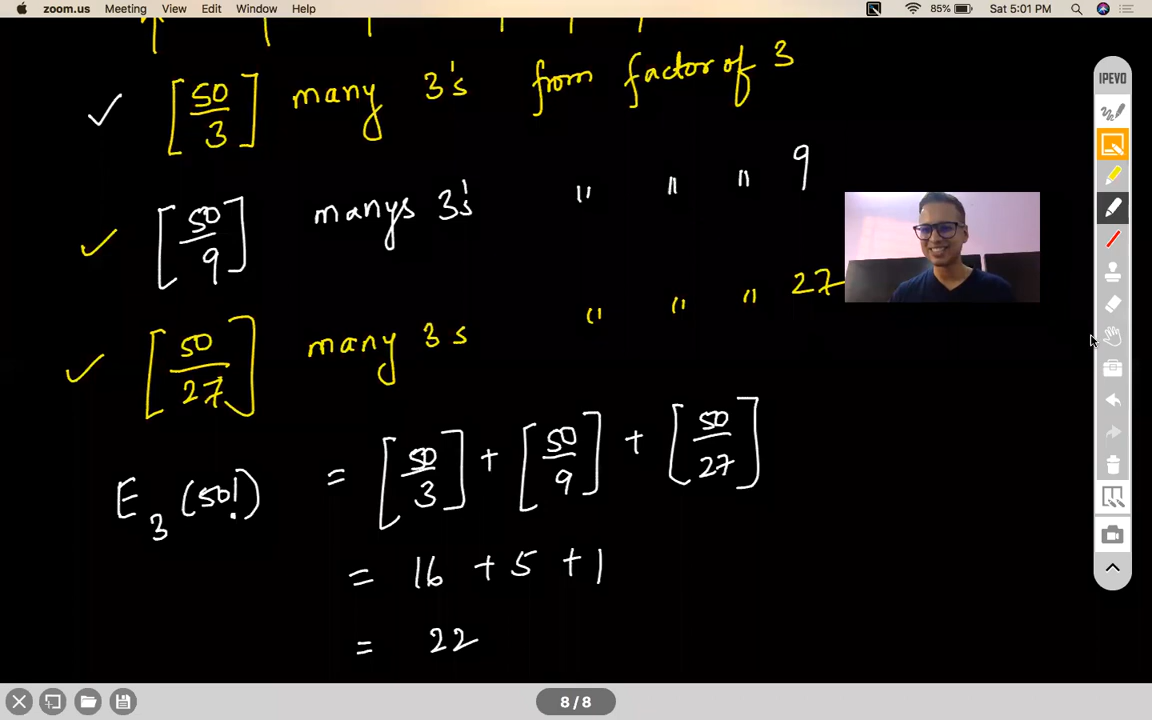 zoom.us Meeting View Edit Window Help 85% Sat 5:01 PM
[50/3] many 3's from factor of 3
IPEVO
[50/9] manys 3's " " " 9
[50/27] many 3s " " " 27
E₃(50!) = [50/3] + [50/9] + [50/27]
= 16 + 5 + 1
= 22
8 / 8